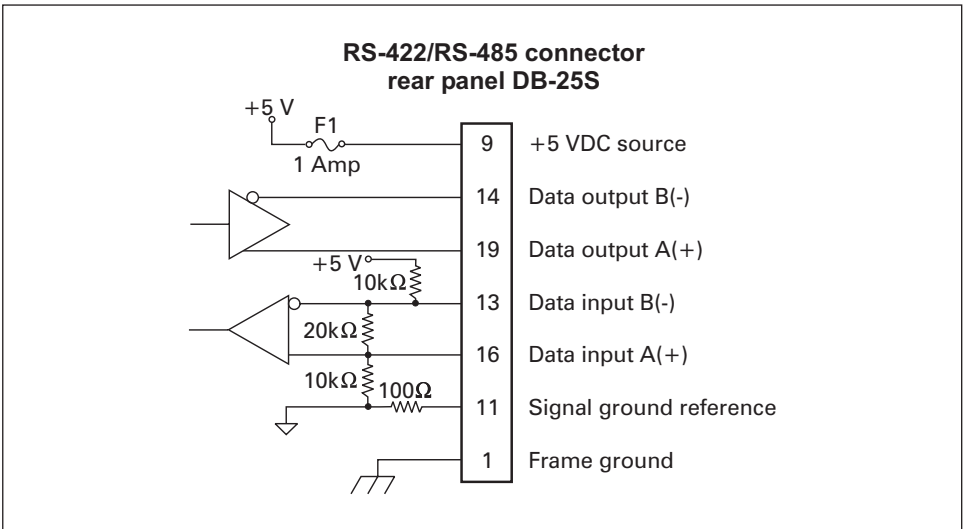 RS-422/RS-485 connector
rear panel DB-25S
+5 V
F1
1 Amp
9 +5 VDC source
14 Data output B(-)
19 Data output A(+)
+5 V
10kΩ
13 Data input B(-)
20kΩ
16 Data input A(+)
10kΩ
100Ω
11 Signal ground reference
1 Frame ground